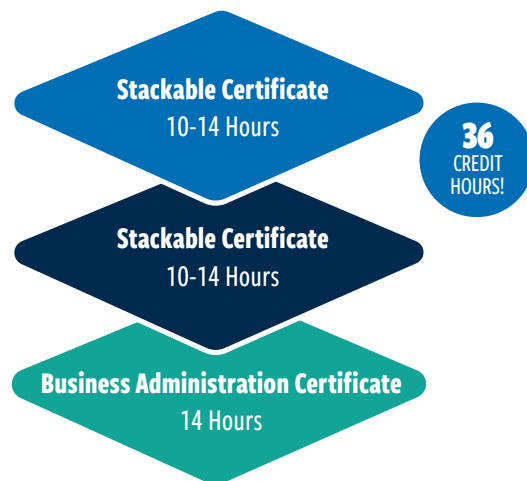 Stackable Certificate
10-14 Hours
36
CREDIT
HOURS!
Stackable Certificate
10-14 Hours
Business Administration Certificate
14 Hours